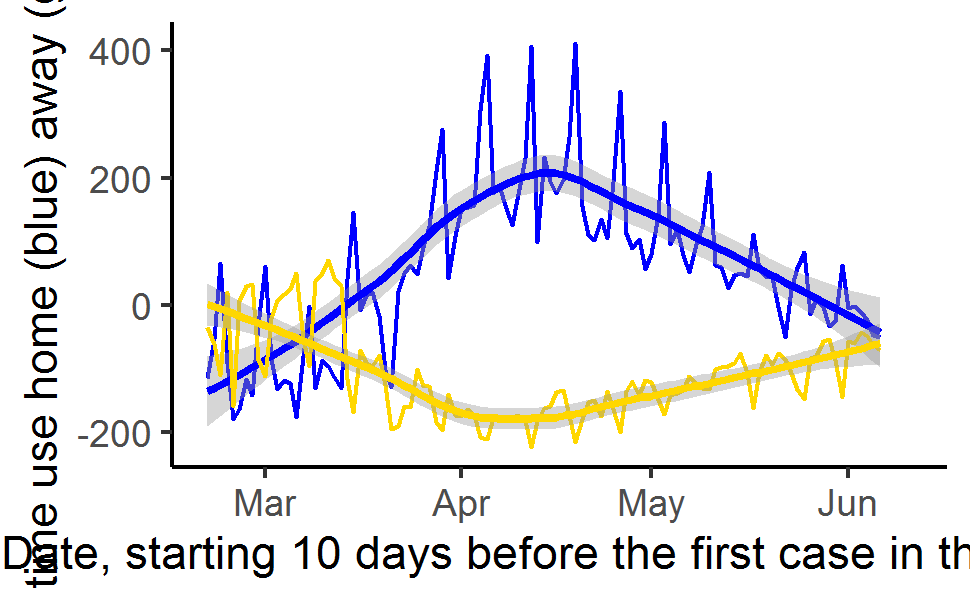 time use home (blue) away (
400
200
0
-200
Mar Apr May Jun
Date, starting 10 days before the first case in th